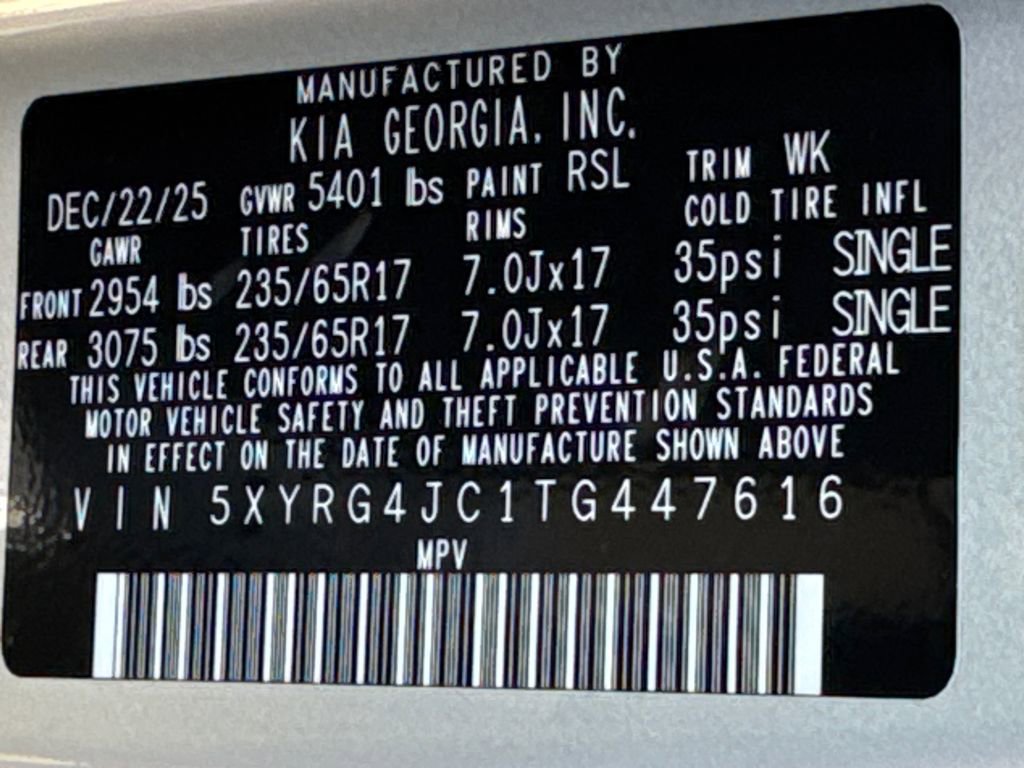 MANUFACTURED BY
KIA GEORGIA, INC.
DEC/22/25 GVWR 5401 lbs PAINT RSL TRIM WK
GAWR TIRES RIMS COLD TIRE INFL
FRONT 2954 lbs 235/65R17 7.0Jx17 35psi SINGLE
REAR 3075 lbs 235/65R17 7.0Jx17 35psi SINGLE
THIS VEHICLE CONFORMS TO ALL APPLICABLE U.S.A. FEDERAL
MOTOR VEHICLE SAFETY AND THEFT PREVENTION STANDARDS
IN EFFECT ON THE DATE OF MANUFACTURE SHOWN ABOVE
VIN 5XYRG4JC1TG447616
MPV